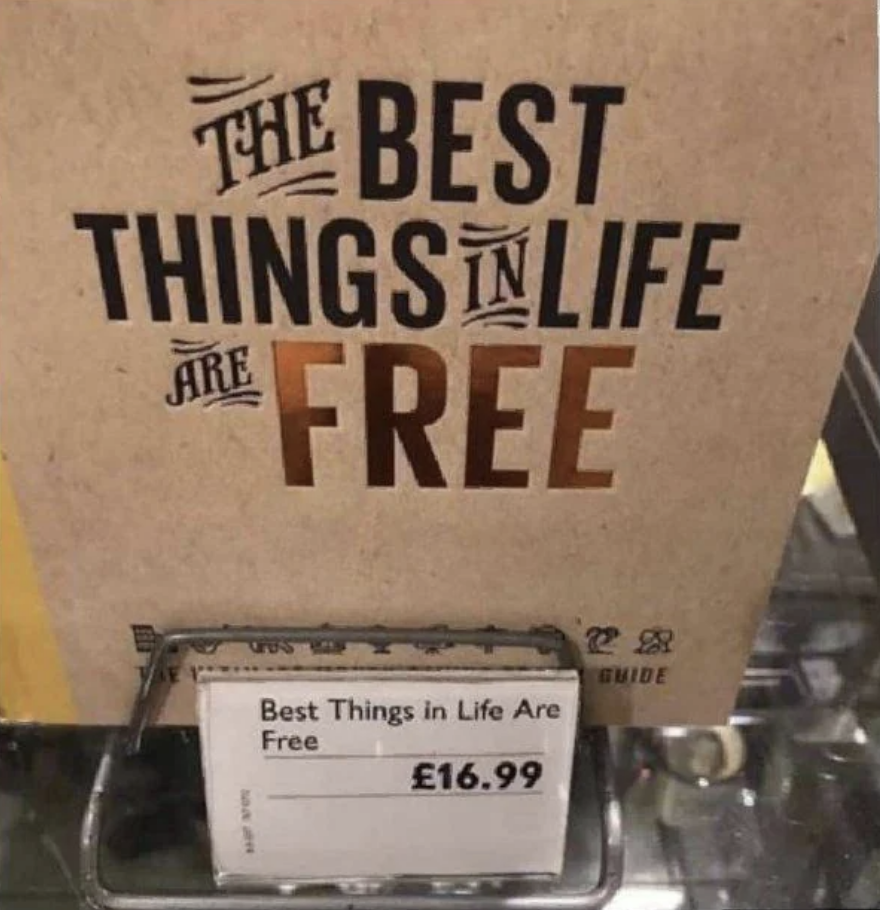 THE BEST
THINGS IN LIFE
ARE FREE
GUIDE
Best Things in Life Are
Free
£16.99